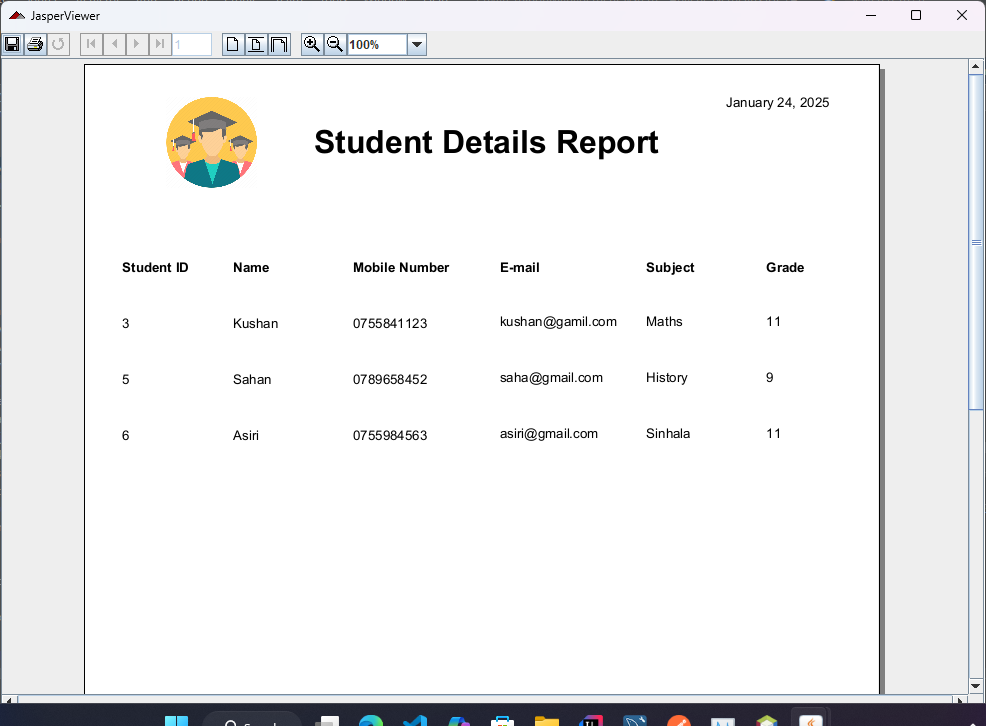 JasperViewer
1
100%
January 24, 2025
Student Details Report
Student ID Name Mobile Number E-mail Subject Grade
3 Kushan 0755841123 kushan@gamil.com Maths 11
5 Sahan 0789658452 saha@gmail.com History 9
6 Asiri 0755984563 asiri@gmail.com Sinhala 11